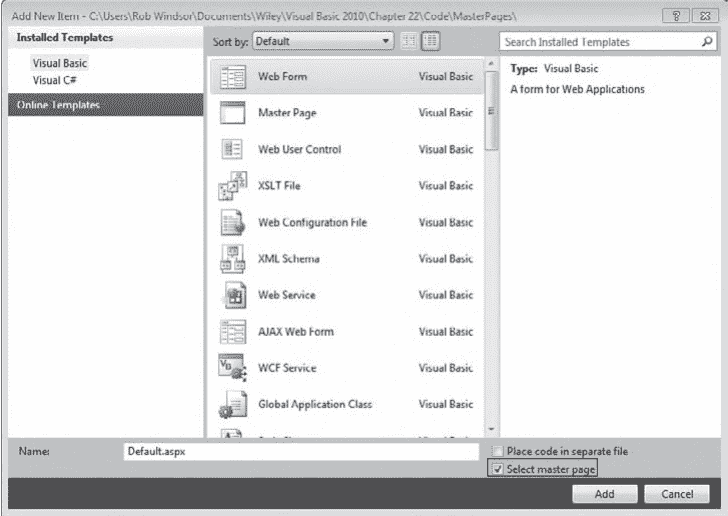 Add New Item - C:\Users\Rob Windsor\Documents\Wiley\Visual Basic 2010\Chapter 22\Code\MasterPages\
Installed Templates
Visual Basic
Visual C#
Online Templates
Sort by: Default
Search Installed Templates
Web Form Visual Basic
Master Page Visual Basic
Web User Control Visual Basic
XSLT File Visual Basic
Web Configuration File Visual Basic
XML Schema Visual Basic
Web Service Visual Basic
AJAX Web Form Visual Basic
WCF Service Visual Basic
Global Application Class Visual Basic
Type: Visual Basic
A form for Web Applications
Name: Default.aspx
Place code in separate file
Select master page
Add Cancel